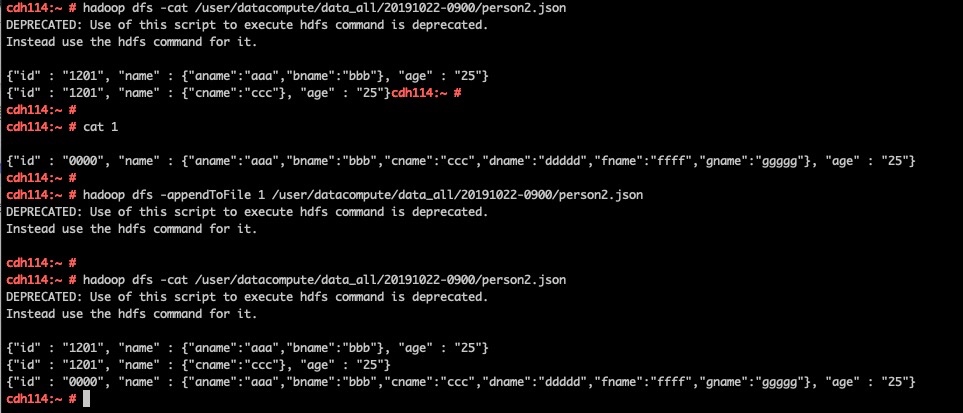 cdh114:~ # hadoop dfs -cat /user/datacompute/data_all/20191022-0900/person2.json
DEPRECATED: Use of this script to execute hdfs command is deprecated.
Instead use the hdfs command for it.
{"id" : "1201", "name" : {"aname":"aaa","bname":"bbb"}, "age" : "25"}
{"id" : "1201", "name" : {"cname":"ccc"}, "age" : "25"}cdh114:~ #
cdh114:~ #
cdh114:~ # cat 1
{"id" : "0000", "name" : {"aname":"aaa","bname":"bbb","cname":"ccc","dname":"ddddd","fname":"ffff","gname":"ggggg"}, "age" : "25"}
cdh114:~ #
cdh114:~ # hadoop dfs -appendToFile 1 /user/datacompute/data_all/20191022-0900/person2.json
DEPRECATED: Use of this script to execute hdfs command is deprecated.
Instead use the hdfs command for it.
cdh114:~ #
cdh114:~ # hadoop dfs -cat /user/datacompute/data_all/20191022-0900/person2.json
DEPRECATED: Use of this script to execute hdfs command is deprecated.
Instead use the hdfs command for it.
{"id" : "1201", "name" : {"aname":"aaa","bname":"bbb"}, "age" : "25"}
{"id" : "1201", "name" : {"cname":"ccc"}, "age" : "25"}
{"id" : "0000", "name" : {"aname":"aaa","bname":"bbb","cname":"ccc","dname":"ddddd","fname":"ffff","gname":"ggggg"}, "age" : "25"}
cdh114:~ #